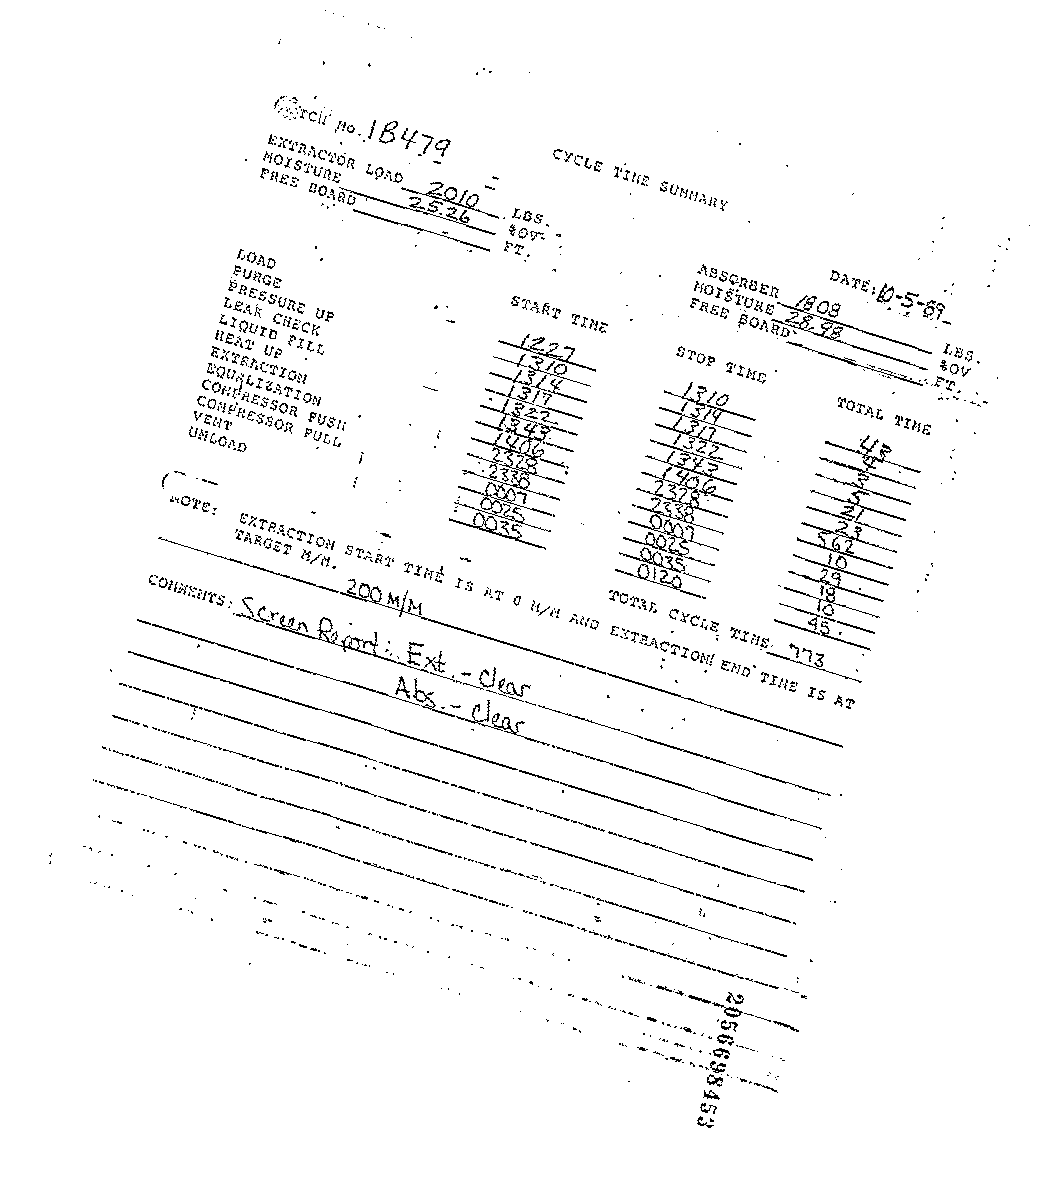 CYCLE TIME SUMMARY
No. 1B479
EXTRACTOR LOAD 2010 LBS.
MOISTURE 25.26 %OV
FREE BOARD FT.
DATE: 10-5-89
ABSORBER 1808 LBS.
MOISTURE 28.98 %OV
FREE BOARD FT.
START TIME STOP TIME TOTAL TIME
LOAD 1227 1310 43
PURGE 1310 1314 4
PRESSURE UP 1314 1317 3
LEAK CHECK 1317 1322 5
LIQUID FILL 1322 1343 21
HEAT UP 1343 1406 23
EXTRACTION 1406 2328 562
EQUALIZATION 2328 2338 10
COMPRESSOR PUSH 2338 0007 29
COMPRESSOR PULL 0007 0025 18
VENT 0025 0035 10
UNLOAD 0035 0120 45
TOTAL CYCLE TIME 773
NOTE: EXTRACTION START TIME IS AT 0 M/M AND EXTRACTION END TIME IS AT
TARGET M/M. 200 M/M
COMMENTS: Screen Report: Ext. - clear
Abs. - clear
2056698453